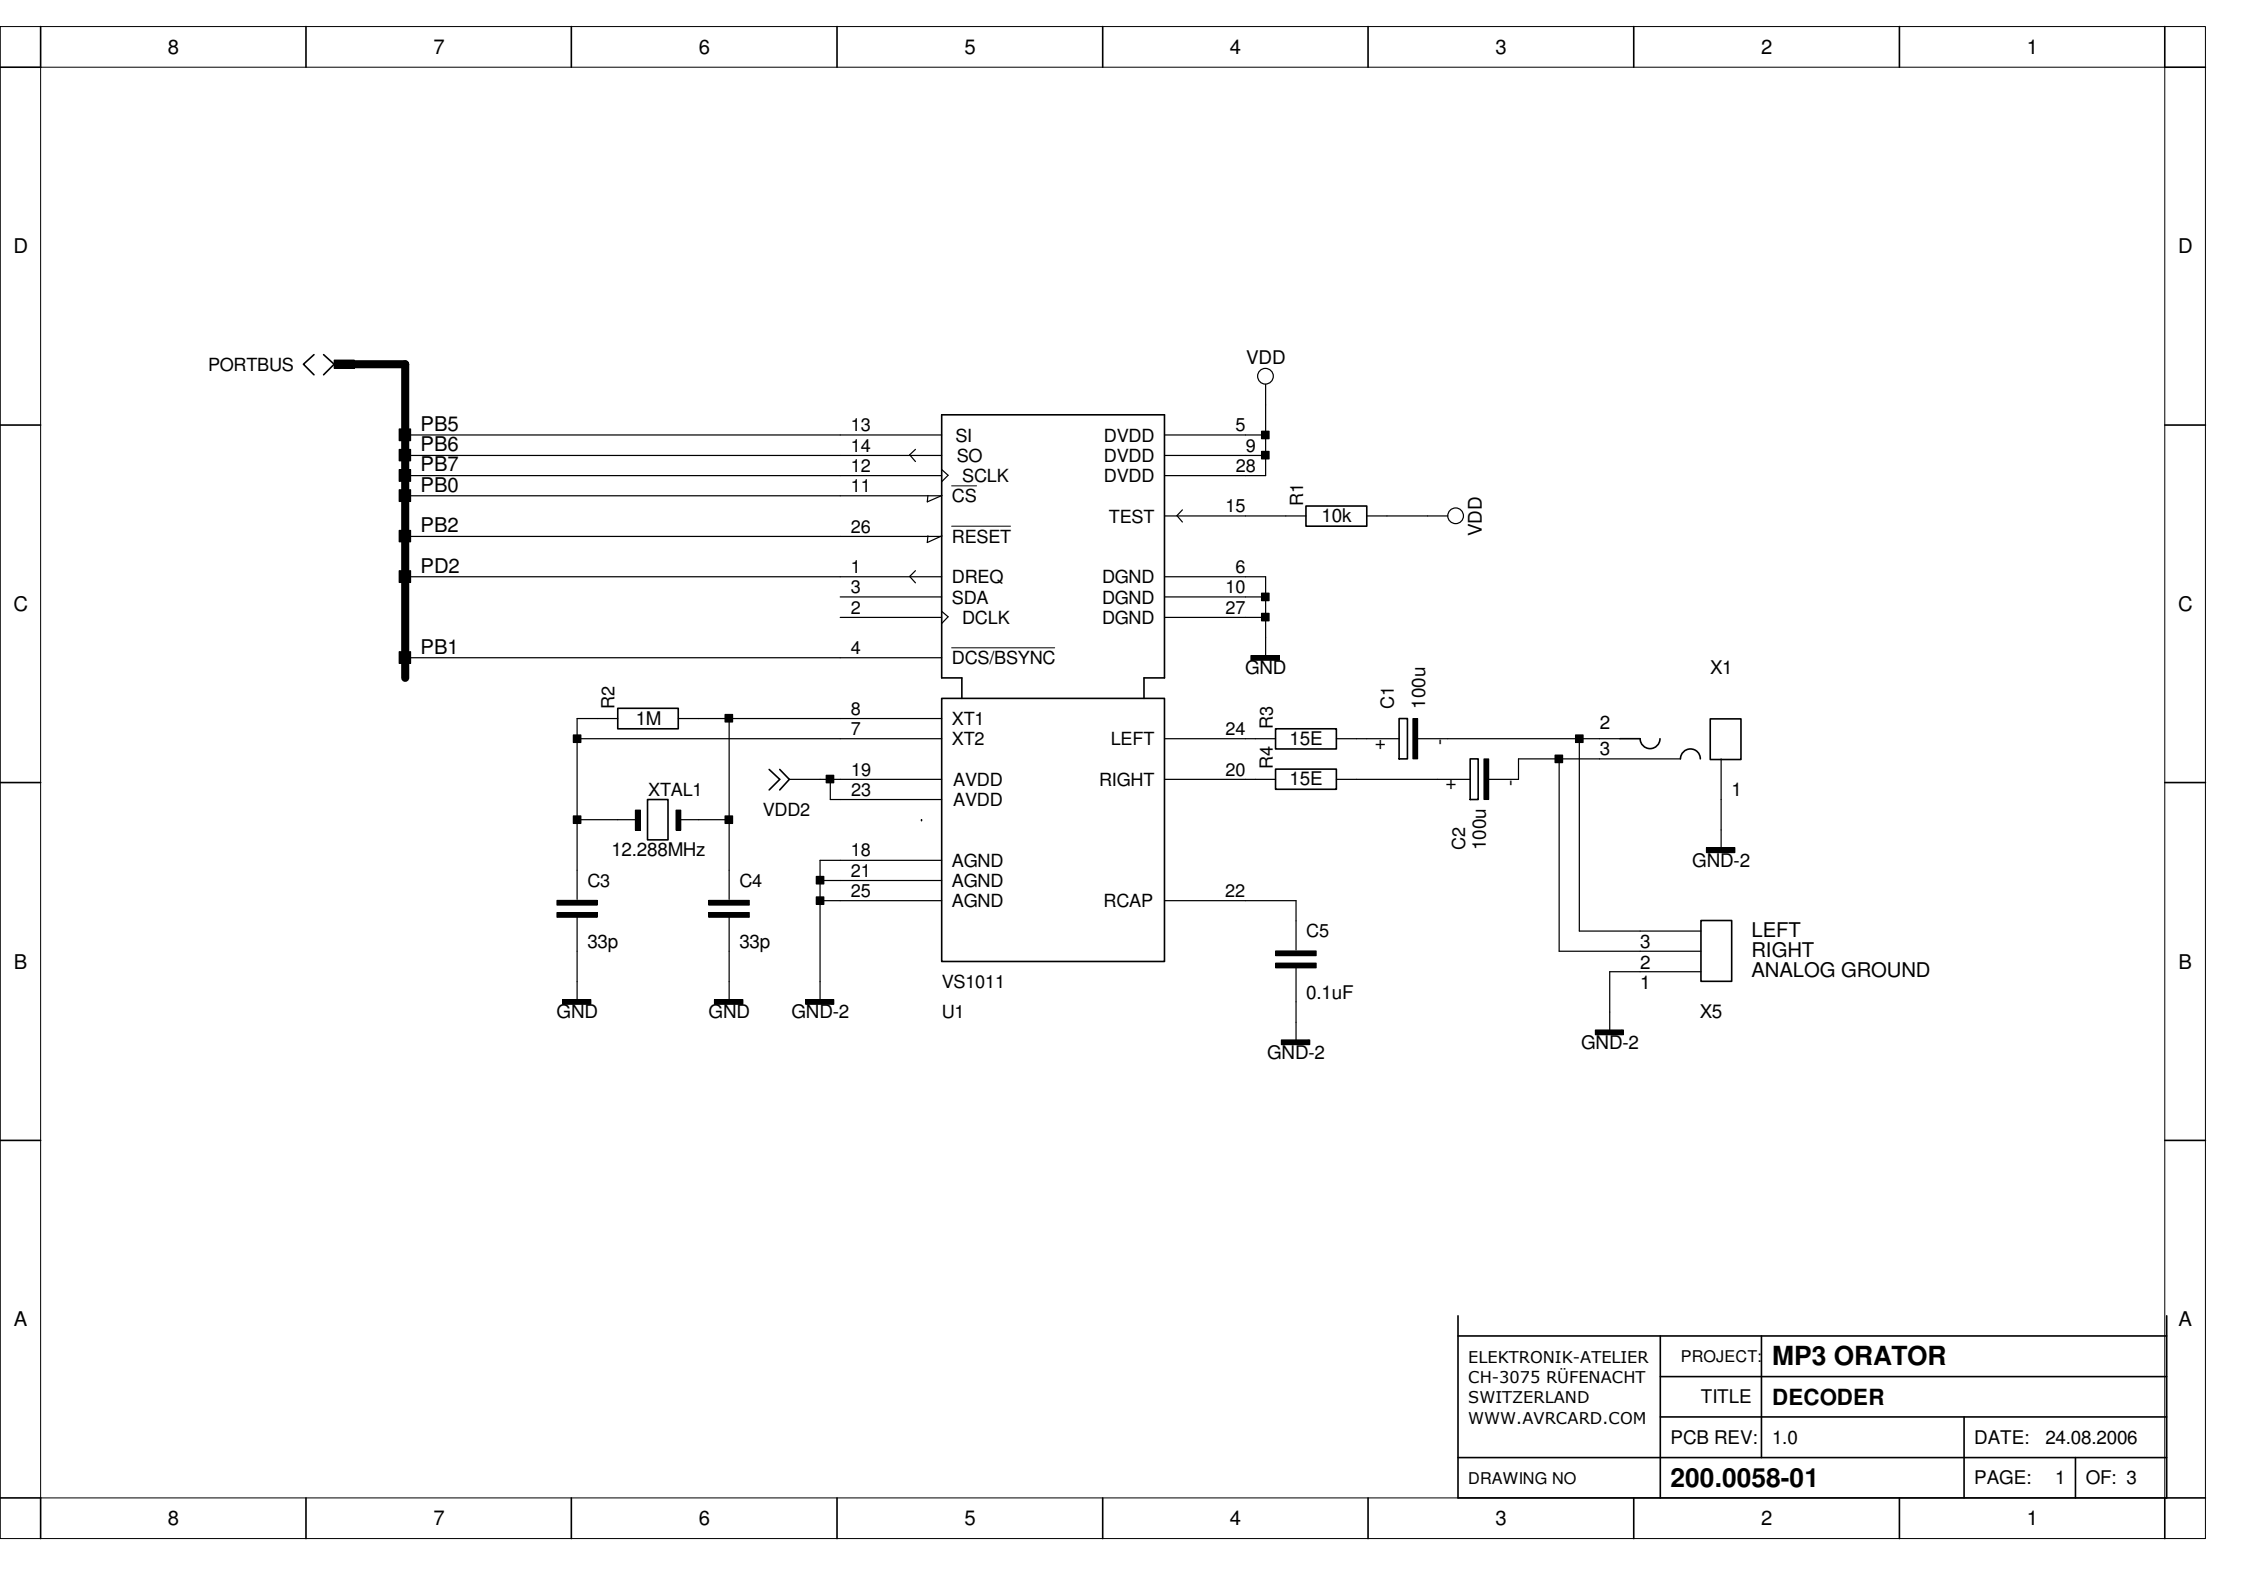 8 7 6 5 4 3 2 1
D D
PORTBUS
VDD
PB5 13 SI DVDD 5
PB6 14 SO DVDD 9
PB7 12 SCLK DVDD 28
PB0 11 CS
TEST 15 R1 10k VDD
PB2 26 RESET
PD2 1 DREQ DGND 6
3 SDA DGND 10
2 DCLK DGND 27
C C
PB1 4 DCS/BSYNC
GND
X1
R2 1M 8 XT1
7 XT2 LEFT 24 R3 15E + C1 100u 2
3
19 AVDD RIGHT 20 R4 15E + C2 100u
23 AVDD
VDD2
1
XTAL1
12.288MHz
GND-2
18 AGND
21 AGND
25 AGND RCAP 22
C3 C4
33p 33p
C5
0.1uF
LEFT
3 RIGHT
2 ANALOG GROUND
1
B B
VS1011
GND GND GND-2 U1 X5
GND-2 GND-2
A A
ELEKTRONIK-ATELIER
CH-3075 RÜFENACHT
SWITZERLAND
WWW.AVRCARD.COM
PROJECT: MP3 ORATOR
TITLE DECODER
PCB REV: 1.0 DATE: 24.08.2006
DRAWING NO 200.0058-01 PAGE: 1 OF: 3
8 7 6 5 4 3 2 1